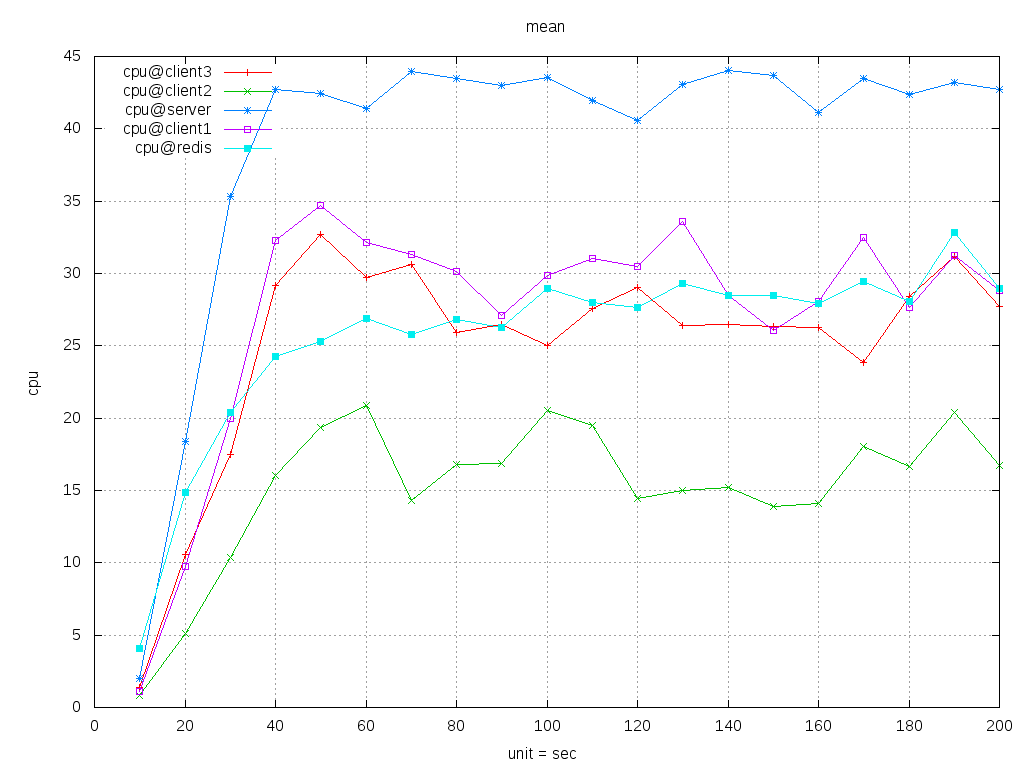 mean
45
40
35
30
25
20
15
10
5
0
cpu
cpu@client3
cpu@client2
cpu@server
cpu@client1
cpu@redis
0 20 40 60 80 100 120 140 160 180 200
unit = sec